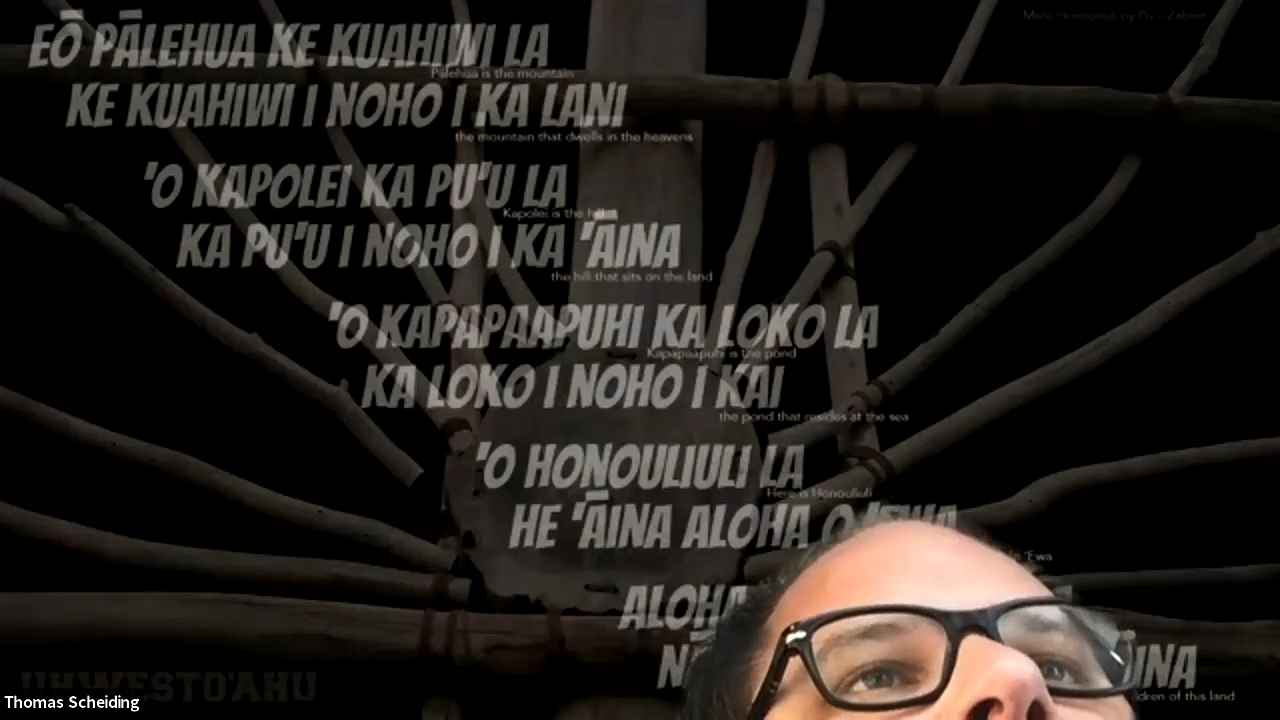 Mele Honouliuli by Pu'u Zablan
EŌ PĀLEHUA KE KUAHIWI LA
Pālehua is the mountain
KE KUAHIWI I NOHO I KA LANI
the mountain that dwells in the heavens
'O KAPOLEI KA PU'U LA
Kapolei is the hill
KA PU'U I NOHO I KA 'ĀINA
the hill that sits on the land
'O KAPAPAAPUHI KA LOKO LA
Kapapaapuhi is the pond
KA LOKO I NOHO I KAI
the pond that resides at the sea
'O HONOULIULI LA
Here is Honouliuli
HE 'ĀINA ALOHA O 'EWA
'Ewa
ALOHA
of this land
UHWESTO'AHU
Thomas Scheiding